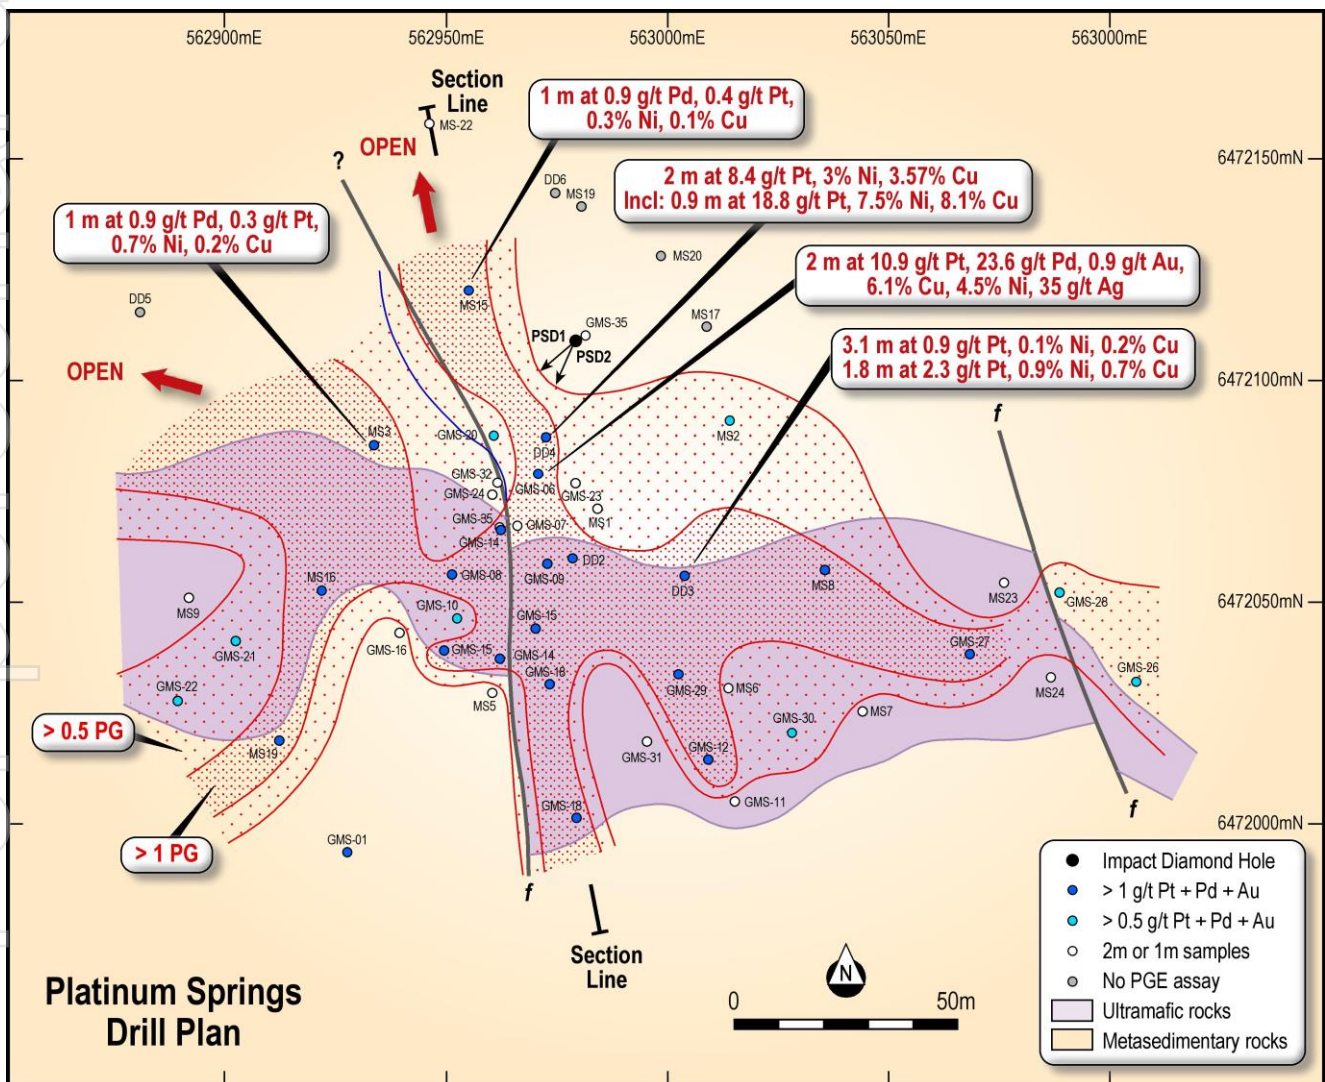 562900mE
562950mE
563000mE
563050mE
563000mE
Section
Line
MS-22
OPEN
?
1 m at 0.9 g/t Pd, 0.4 g/t Pt,
0.3% Ni, 0.1% Cu
6472150mN
2 m at 8.4 g/t Pt, 3% Ni, 3.57% Cu
Incl: 0.9 m at 18.8 g/t Pt, 7.5% Ni, 8.1% Cu
DD6
MS19
1 m at 0.9 g/t Pd, 0.3 g/t Pt,
0.7% Ni, 0.2% Cu
MS20
2 m at 10.9 g/t Pt, 23.6 g/t Pd, 0.9 g/t Au,
6.1% Cu, 4.5% Ni, 35 g/t Ag
DD5
MS15
MS17
GMS-35
PSD1
PSD2
3.1 m at 0.9 g/t Pt, 0.1% Ni, 0.2% Cu
1.8 m at 2.3 g/t Pt, 0.9% Ni, 0.7% Cu
OPEN
6472100mN
f
MS3
GMS-20
DD4
MS2
GMS-32
GMS-24
GMS-06
GMS-23
MS1
GMS-35
GMS-07
GMS-14
GMS-08
GMS-09
DD2
DD3
MS8
MS23
MS16
MS9
GMS-10
GMS-28
6472050mN
GMS-21
GMS-16
GMS-15
GMS-15
GMS-14
GMS-27
GMS-22
GMS-18
GMS-29
MS6
MS24
GMS-26
MS5
MS7
> 0.5 PG
MS19
GMS-31
GMS-12
GMS-30
GMS-18
GMS-11
6472000mN
GMS-01
> 1 PG
f
f
Section
Line
N
0
50m
Platinum Springs
Drill Plan
Impact Diamond Hole
> 1 g/t Pt + Pd + Au
> 0.5 g/t Pt + Pd + Au
2m or 1m samples
No PGE assay
Ultramafic rocks
Metasedimentary rocks